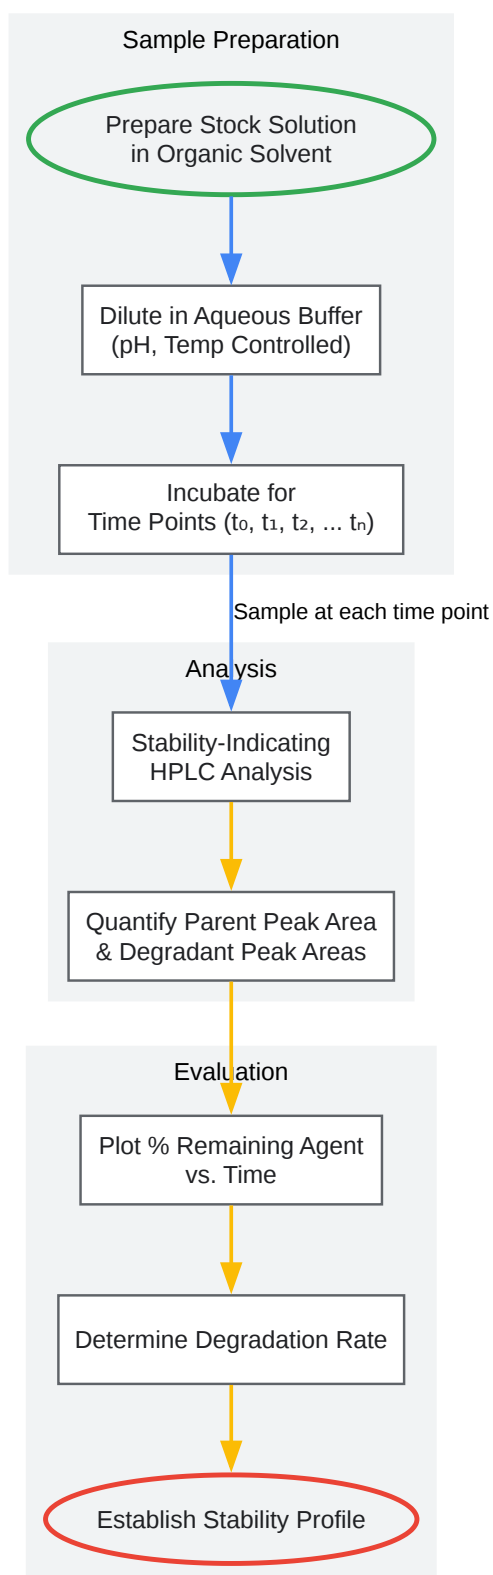 Sample Preparation
Prepare Stock Solution
in Organic Solvent
Dilute in Aqueous Buffer
(pH, Temp Controlled)
Incubate for
Time Points (t₀, t₁, t₂, ... tₙ)
Sample at each time point
Analysis
Stability-Indicating
HPLC Analysis
Quantify Parent Peak Area
& Degradant Peak Areas
Evaluation
Plot % Remaining Agent
vs. Time
Determine Degradation Rate
Establish Stability Profile